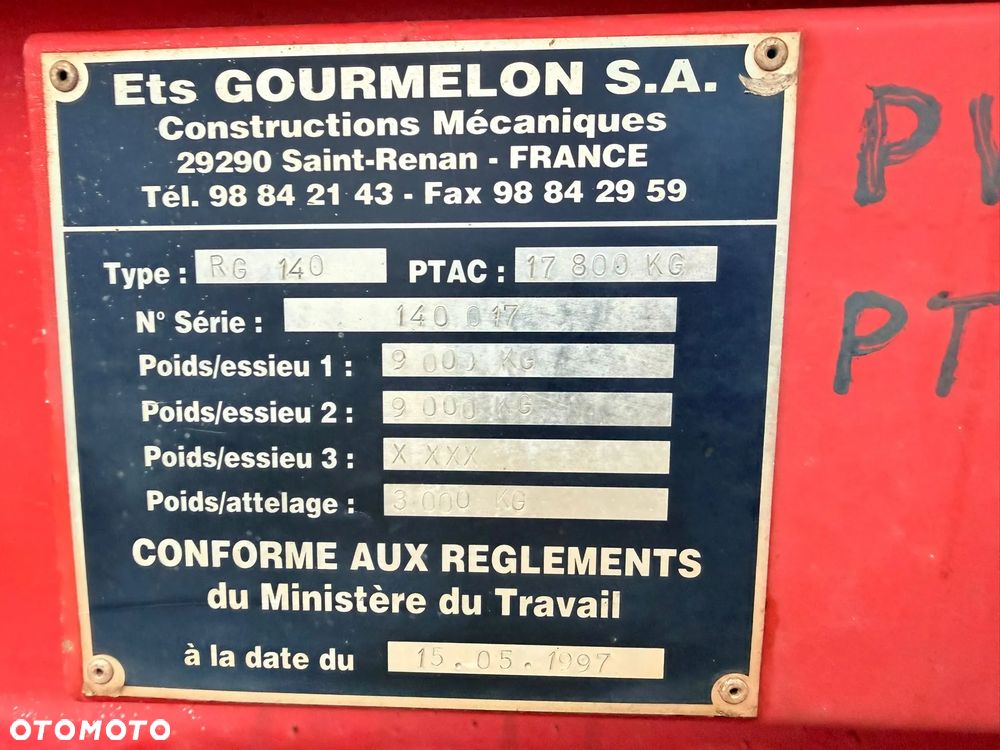 Ets GOURMELON S.A.
Constructions Mécaniques
29290 Saint-Renan - FRANCE
Tél. 98 84 21 43 - Fax 98 84 29 59
Type : RG 140 PTAC : 17 800 KG
N° Série : 140 017
Poids/essieu 1 : 9 000 KG
Poids/essieu 2 : 9 000 KG
Poids/essieu 3 : X XXX
Poids/attelage : 3 000 KG
CONFORME AUX REGLEMENTS
du Ministère du Travail
à la date du 15.05.1997
PT
OTOMOTO